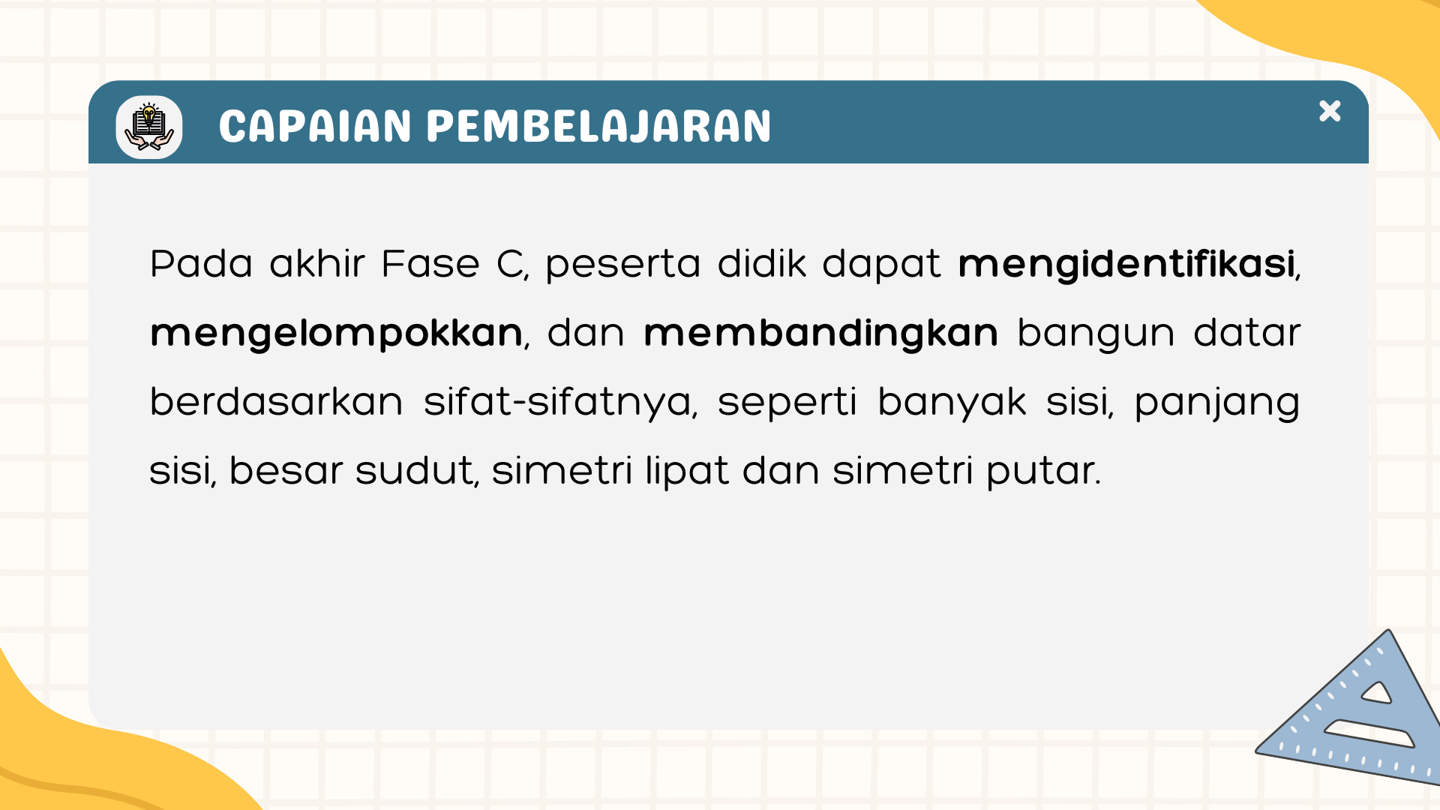 CAPAIAN PEMBELAJARAN
Pada akhir Fase C, peserta didik dapat mengidentifikasi,
mengelompokkan, dan membandingkan bangun datar
berdasarkan sifat-sifatnya, seperti banyak sisi, panjang
sisi, besar sudut, simetri lipat dan simetri putar.